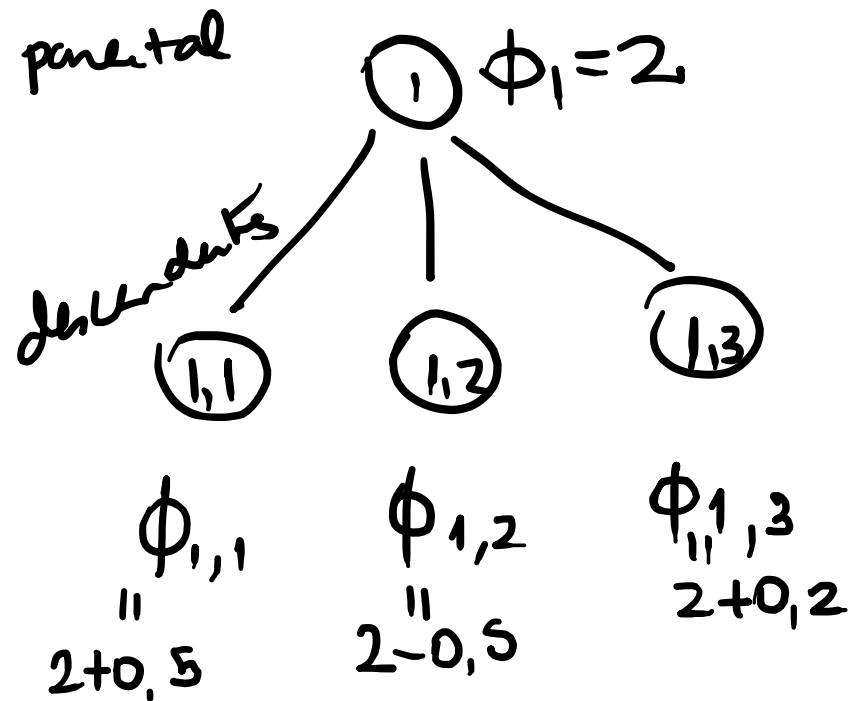 parental
1 ϕ₁=2
descendents
1,1 1,2 1,3
ϕ₁,₁ ϕ₁,₂ ϕ₁,₃
= = =
2+0,5 2-0,5 2+0,2